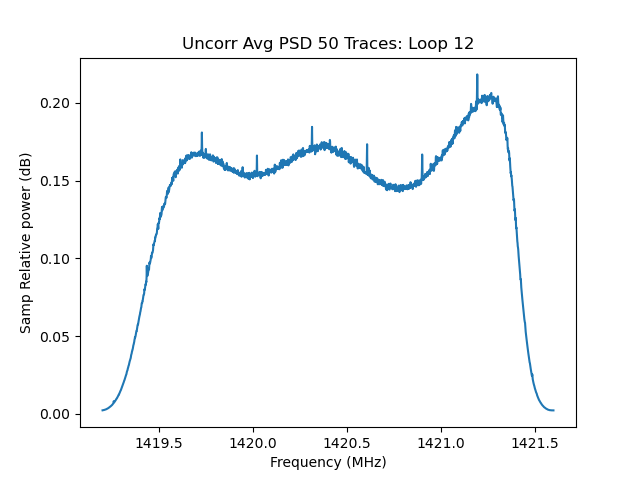 Uncorr Avg PSD 50 Traces: Loop 12
Samp Relative power (dB)
0.20
0.15
0.10
0.05
0.00
1419.5 1420.0 1420.5 1421.0 1421.5
Frequency (MHz)